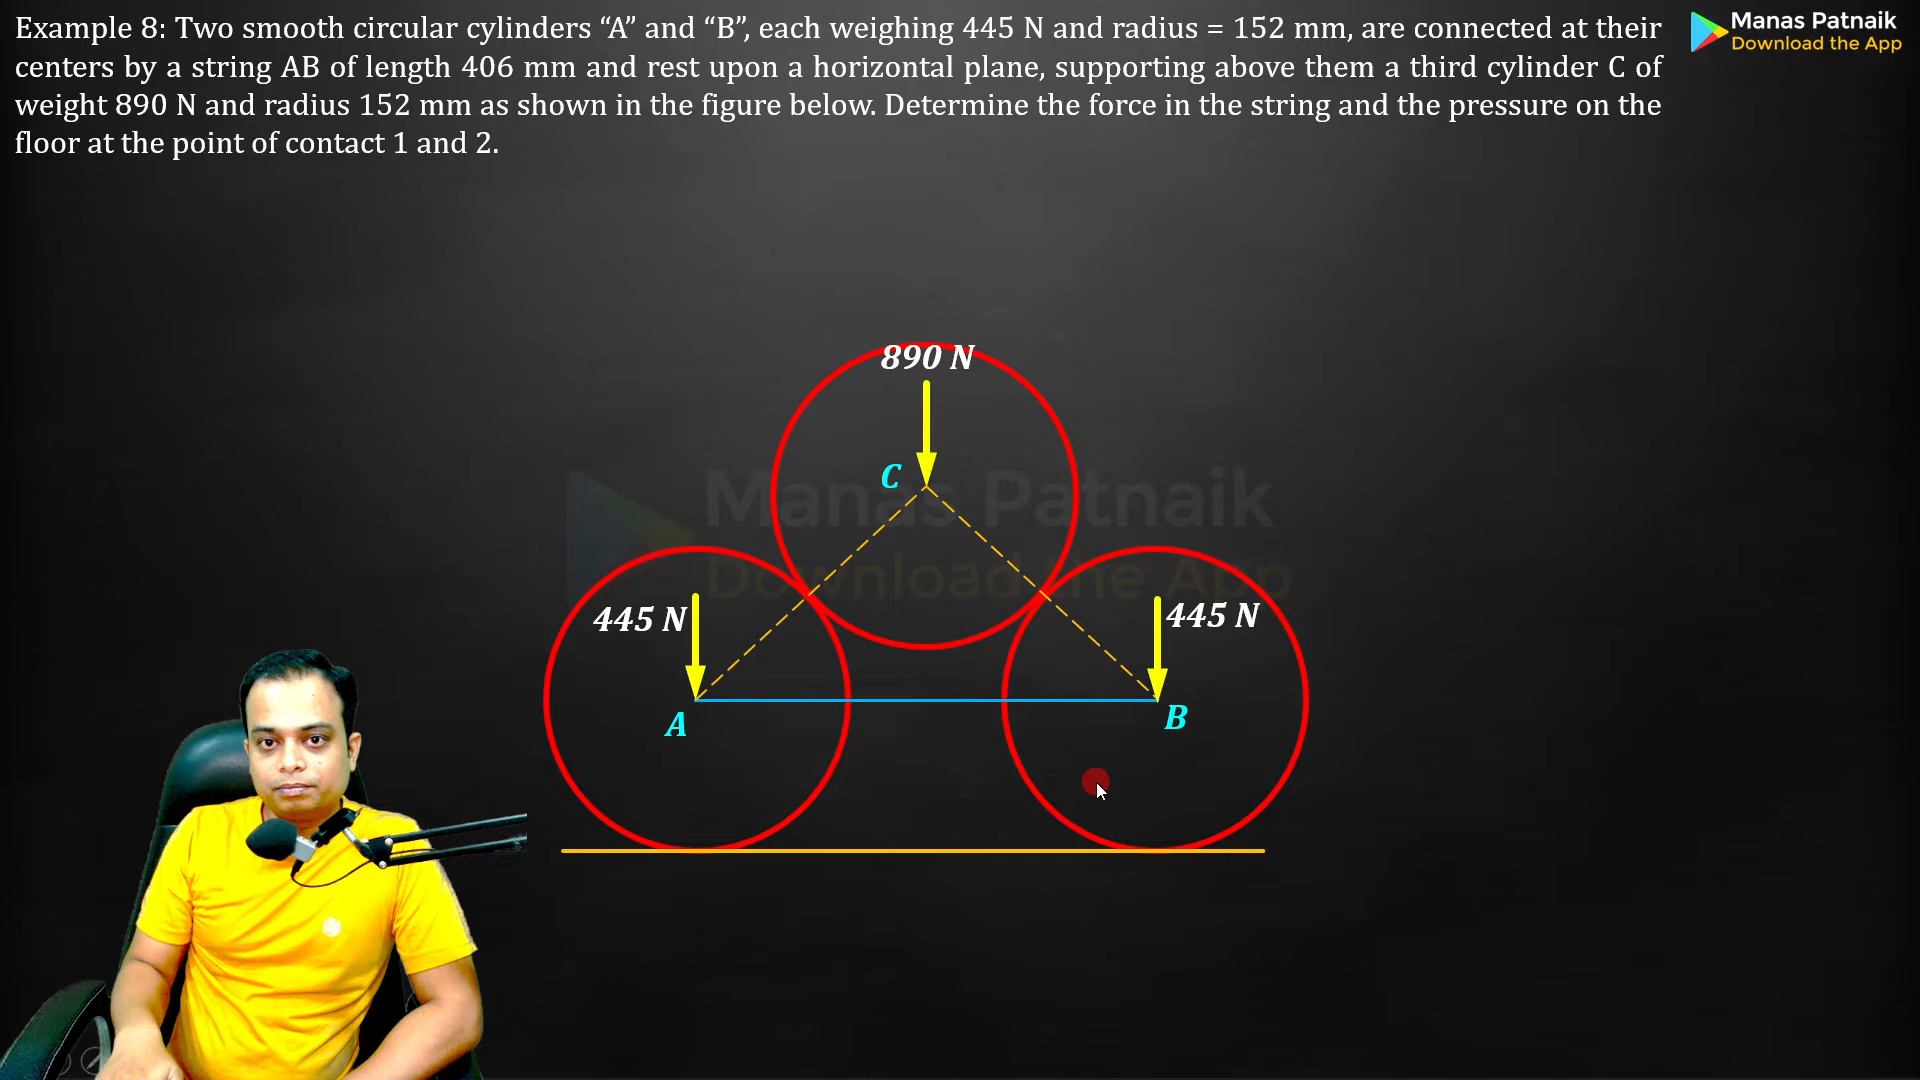 Example 8: Two smooth circular cylinders “A” and “B”, each weighing 445 N and radius = 152 mm, are connected at their
centers by a string AB of length 406 mm and rest upon a horizontal plane, supporting above them a third cylinder C of
weight 890 N and radius 152 mm as shown in the figure below. Determine the force in the string and the pressure on the
floor at the point of contact 1 and 2.
Manas Patnaik
Download the App
890 N
C
Manas Patnaik
Download the App
445 N
445 N
A
B